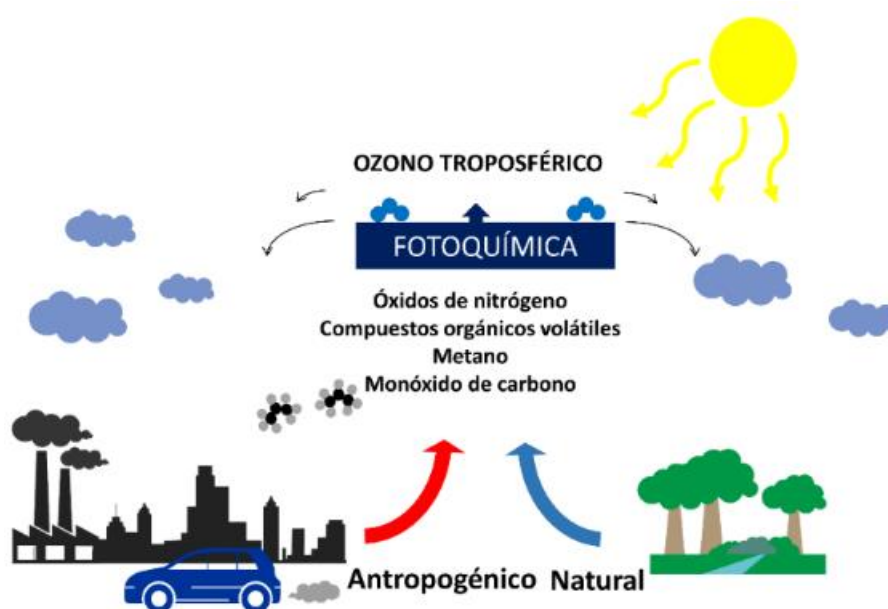 OZONO TROPOSFÉRICO
FOTOQUÍMICA
Óxidos de nitrógeno
Compuestos orgánicos volátiles
Metano
Monóxido de carbono
Antropogénico Natural